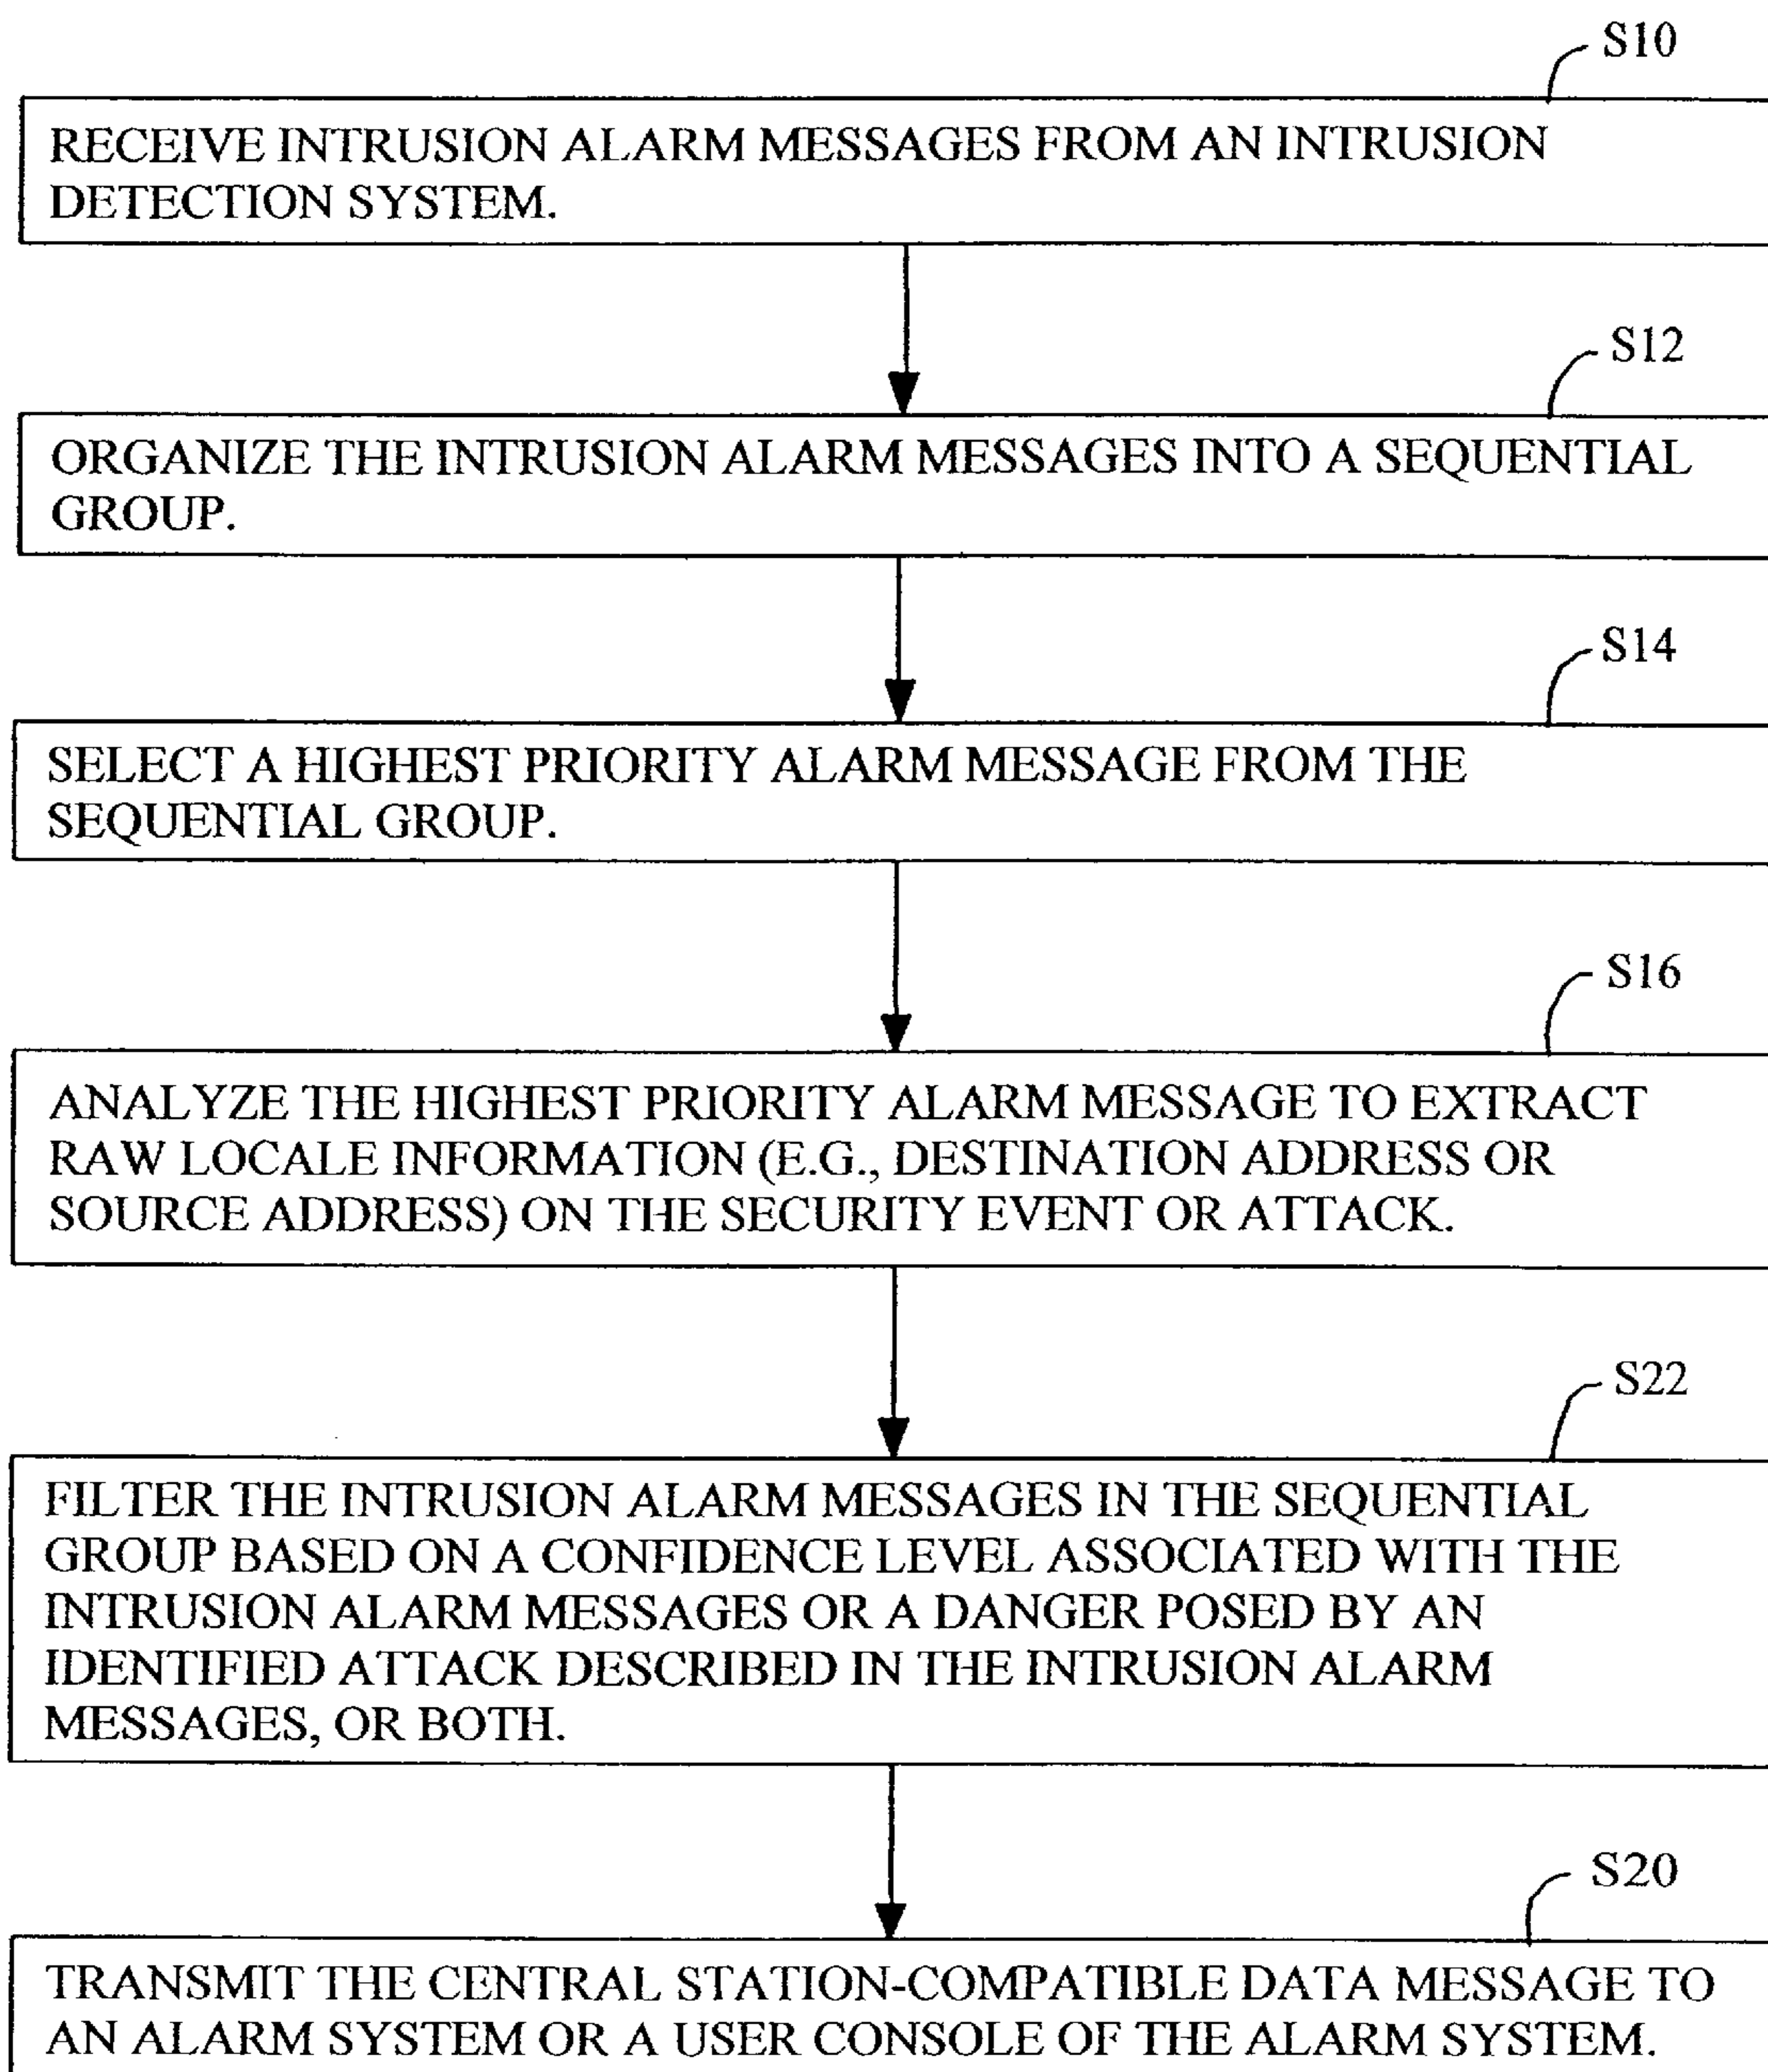 S10
RECEIVE INTRUSION ALARM MESSAGES FROM AN INTRUSION
DETECTION SYSTEM.
S12
ORGANIZE THE INTRUSION ALARM MESSAGES INTO A SEQUENTIAL
GROUP.
S14
SELECT A HIGHEST PRIORITY ALARM MESSAGE FROM THE
SEQUENTIAL GROUP.
S16
ANALYZE THE HIGHEST PRIORITY ALARM MESSAGE TO EXTRACT
RAW LOCALE INFORMATION (E.G., DESTINATION ADDRESS OR
SOURCE ADDRESS) ON THE SECURITY EVENT OR ATTACK.
S22
FILTER THE INTRUSION ALARM MESSAGES IN THE SEQUENTIAL
GROUP BASED ON A CONFIDENCE LEVEL ASSOCIATED WITH THE
INTRUSION ALARM MESSAGES OR A DANGER POSED BY AN
IDENTIFIED ATTACK DESCRIBED IN THE INTRUSION ALARM
MESSAGES, OR BOTH.
S20
TRANSMIT THE CENTRAL STATION-COMPATIBLE DATA MESSAGE TO
AN ALARM SYSTEM OR A USER CONSOLE OF THE ALARM SYSTEM.